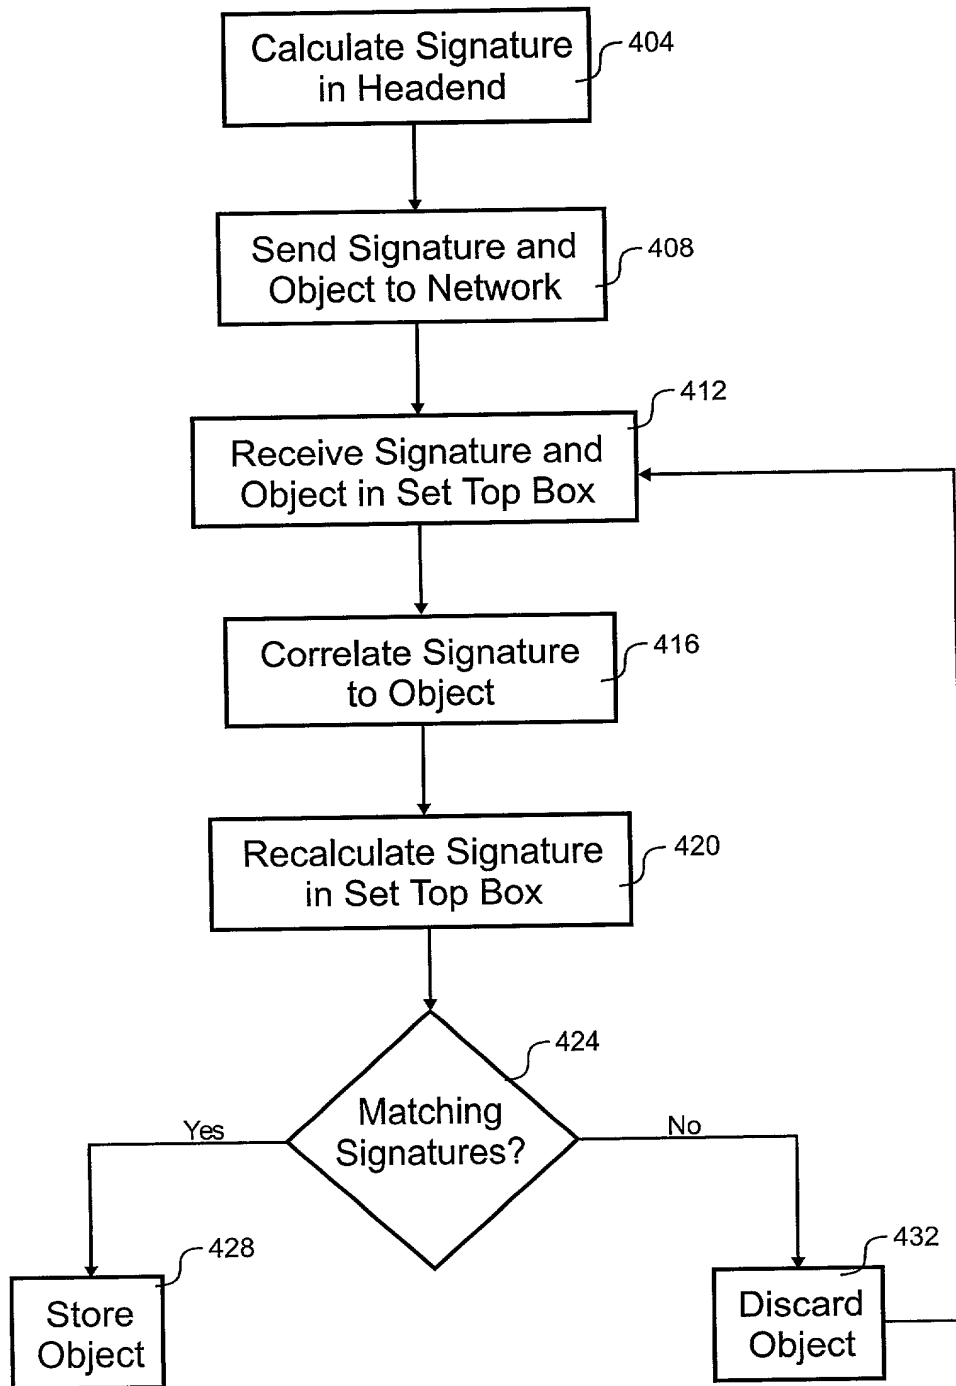 Calculate Signature
in Headend
404
Send Signature and
Object to Network
408
412
Receive Signature and
Object in Set Top Box
Correlate Signature
to Object
416
Recalculate Signature
in Set Top Box
420
424
Matching
Signatures?
Yes
No
428
Store
Object
432
Discard
Object